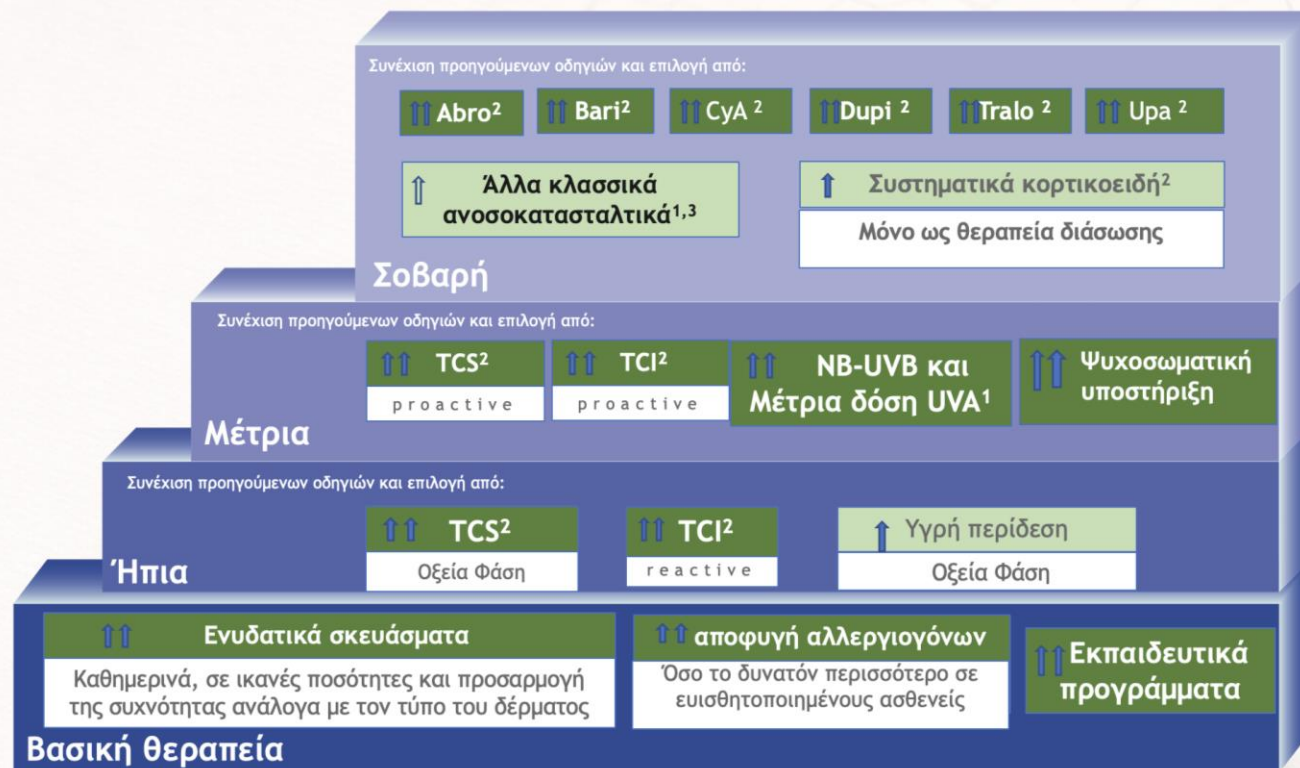 Συνέχιση προηγούμενων οδηγιών και επιλογή από:
⇑⇑ Abro²
⇑⇑ Bari²
⇑⇑ CyA ²
⇑⇑ Dupi ²
⇑⇑ Tralo ²
⇑⇑ Upa ²
⇑ Άλλα κλασσικά
ανοσοκατασταλτικά¹,³
⇑ Συστηματικά κορτικοειδή²
Μόνο ως θεραπεία διάσωσης
Σοβαρή
Συνέχιση προηγούμενων οδηγιών και επιλογή από:
⇑⇑ TCS²
proactive
⇑⇑ TCI²
proactive
⇑⇑ NB-UVB και
Μέτρια δόση UVA¹
⇑⇑ Ψυχοσωματική
υποστήριξη
Μέτρια
Συνέχιση προηγούμενων οδηγιών και επιλογή από:
⇑⇑ TCS²
Οξεία Φάση
⇑⇑ TCI²
reactive
⇑ Υγρή περίδεση
Οξεία Φάση
Ήπια
⇑⇑ Ενυδατικά σκευάσματα
Καθημερινά, σε ικανές ποσότητες και προσαρμογή
της συχνότητας ανάλογα με τον τύπο του δέρματος
⇑⇑ αποφυγή αλλεργιογόνων
Όσο το δυνατόν περισσότερο σε
ευισθητοποιημένους ασθενείς
⇑⇑ Εκπαιδευτικά
προγράμματα
Βασική θεραπεία